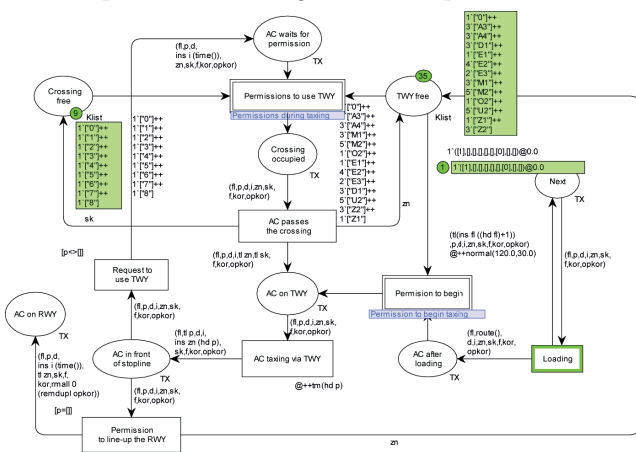 (fl,p,d,
ins i (time()),
zn,sk,f,kor,opkor)
AC waits for
permission
TX
Crossing
free
9
Klist
1`["0"]++
1`["1"]++
1`["2"]++
1`["3"]++
1`["4"]++
1`["5"]++
1`["6"]++
1`["7"]++
1`["8"]
1`["0"]++
1`["1"]++
1`["2"]++
1`["3"]++
1`["4"]++
1`["5"]++
1`["6"]++
1`["7"]++
1`["8"]
Permissions to use TWY
Permissions during taxiing
35
TWY free
Klist
1`["0"]++
3`["A3"]++
3`["A4"]++
3`["D1"]++
1`["E1"]++
4`["E2"]++
2`["E3"]++
3`["M1"]++
5`["M2"]++
1`["O2"]++
5`["U2"]++
1`["Z1"]++
3`["Z2"]
"0"]++
"A3"]++
3`["A4"]++
3`["M1"]++
5`["M2"]++
1`["O2"]++
1`["E1"]++
4`["E2"]++
2`["E3"]++
3`["D1"]++
5`["U2"]++
3`["Z2"]++
1`["Z1"]
Crossing
occupied
TX
(fl,p,d,i,zn,sk,
f,kor,opkor)
sk
AC passes
the crossing
zn
1`([1],[],[],[],[],[],[0],[],[])@0.0
1
1`([1],[],[],[],[],[],[0],[],[])@0.0
Next
TX
[p<>[]]
Request to
use TWY
(fl,p,d,i,tl zn,tl sk,
f,kor,opkor)
(tl(ins fl ((hd fl)+1))
,p,d,i,zn,sk,f,kor,opkor)
@++normal(120.0,30.0)
(fl,p,d,i,zn,sk,
f,kor,opkor)
AC on RWY
TX
(fl,p,d,i,zn,sk,
f,kor,opkor)
AC on TWY
TX
Permision to begin
Permission to begin taxiing
(fl,p,d,
ins i (time()),
tl zn,sk,f,
kor,rmall 0
(remdupl opkor))
[p=[]]
AC in front
of stopline
TX
(fl,tl p,d,i,
ins zn (hd p),
sk,f,kor,opkor)
(fl,p,d,i,zn,sk,
f,kor,opkor)
AC taxiing via TWY
@++tm(hd p)
AC after
loading
TX
(fl,route(),
d,i,zn,sk,f,kor,
opkor)
Loading
(fl,p,d,i,zn,sk,
f,kor,opkor)
Permission
to line-up the RWY
zn